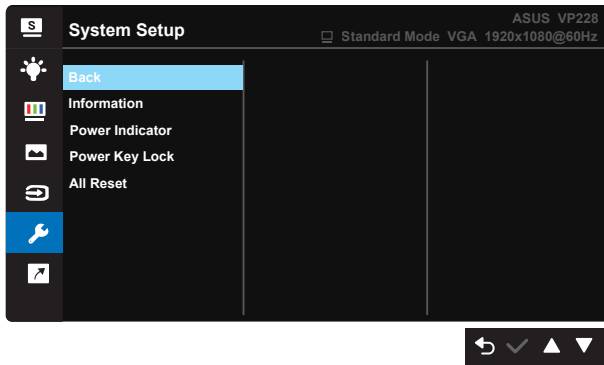 S
System Setup
ASUS VP228
Standard Mode VGA 1920x1080@60Hz
Back
Information
Power Indicator
Power Key Lock
All Reset